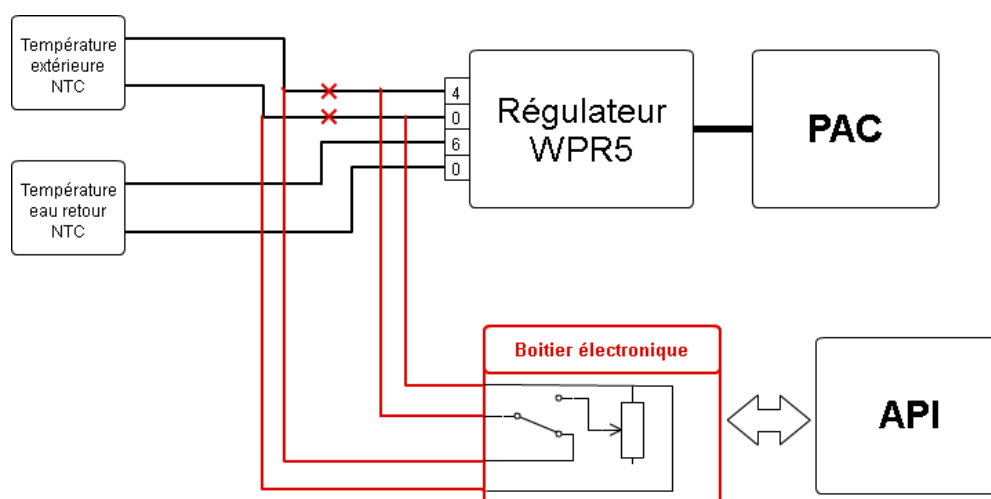 Température
extérieure
NTC
4
0
6
0
Régulateur
WPR5
PAC
Température
eau retour
NTC
Boitier électronique
API